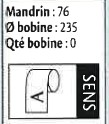 Mandrin : 76
Ø bobine : 235
Qté bobine : 0
A
SENS